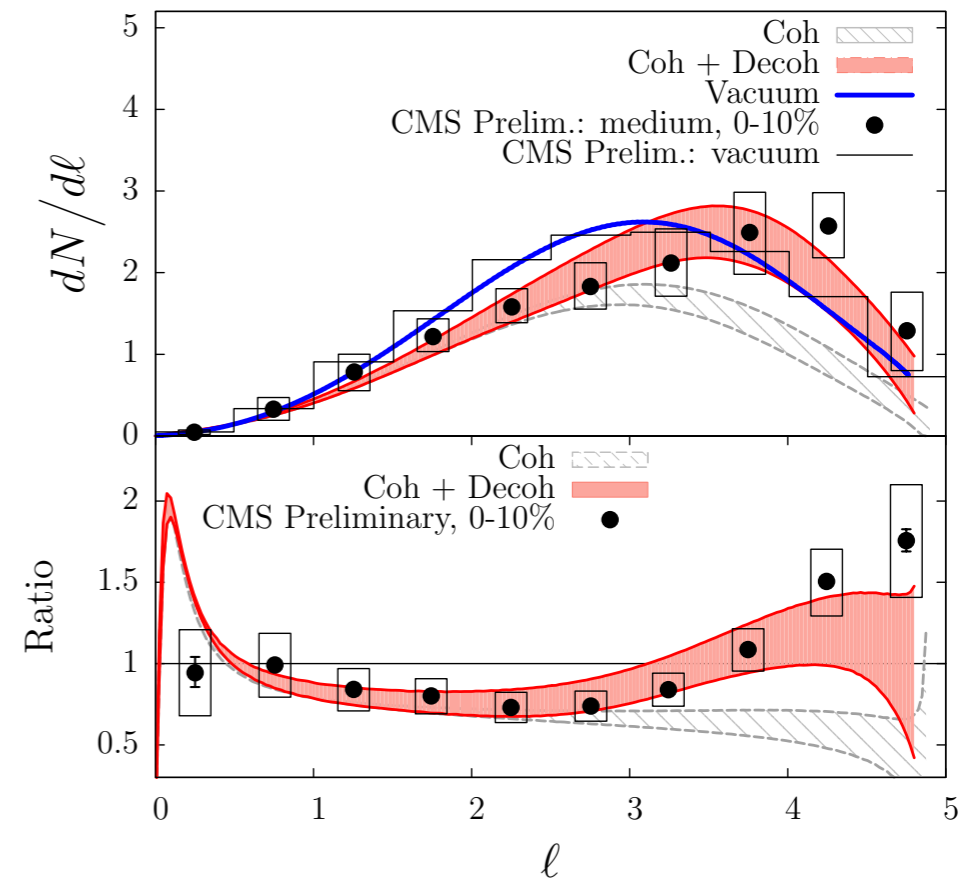 5
4
3
2
1
0
dN/dℓ
Coh
Coh + Decoh
Vacuum
CMS Prelim.: medium, 0-10%
CMS Prelim.: vacuum
2
1.5
1
0.5
Ratio
Coh
Coh + Decoh
CMS Preliminary, 0-10%
0 1 2 3 4 5
ℓ